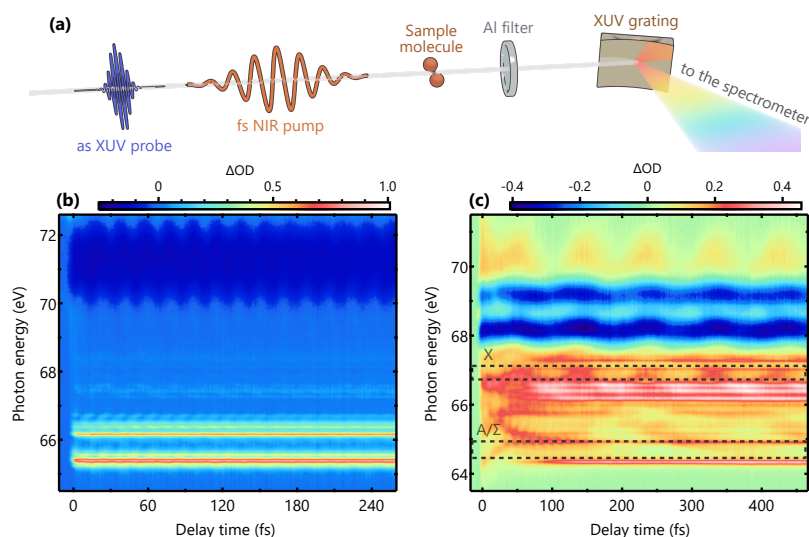 (a)
XUV grating
Sample
molecule
Al filter
to the spectrometer
fs NIR pump
as XUV probe
ΔOD
0 0.5 1.0
(b)
72
70
68
66
Photon energy (eV)
0 60 120 180 240
Delay time (fs)
ΔOD
-0.4 -0.2 0 0.2 0.4
(c)
70
68
X
66
A/Σ
64
Photon energy (eV)
0 100 200 300 400
Delay time (fs)